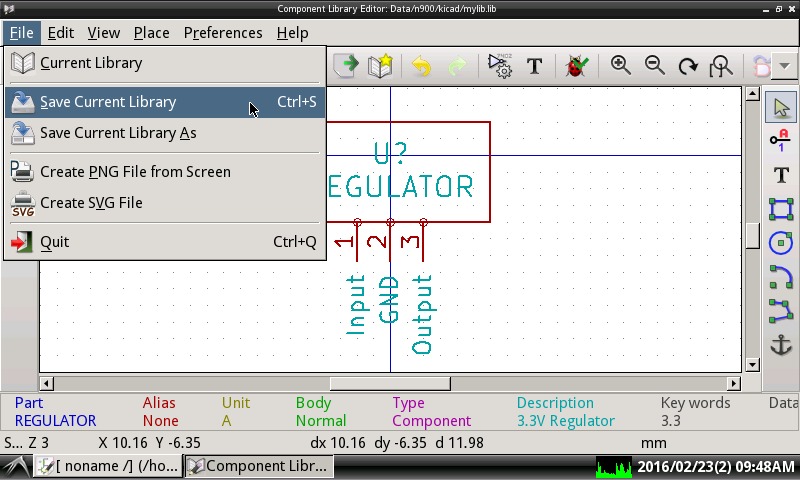 Component Library Editor: Data/n900/kicad/mylib.lib
File Edit View Place Preferences Help
Current Library
Save Current Library Ctrl+S
Save Current Library As
Create PNG File from Screen
Create SVG File
Quit Ctrl+Q
SVG
T
U?
EGULATOR
1 2 3
Input GND Output
A
1
T
Part Alias Unit Body Type Description Key words Data
REGULATOR None A Normal Component 3.3V Regulator 3.3
S... Z 3 X 10.16 Y -6.35 dx 10.16 dy -6.35 d 11.98 mm
[ noname /] (/ho... Component Libr... 2016/02/23(2) 09:48AM